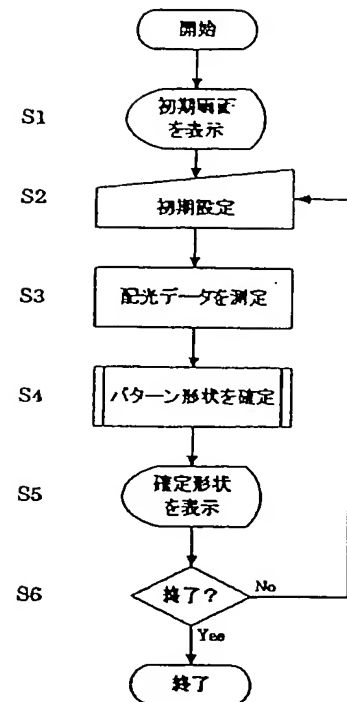 開始
S1
初期画面
を表示
S2
初期設定
S3
配光データを測定
S4
パターン形状を確定
S5
確定形状
を表示
S6
終了?
No
Yes
終了